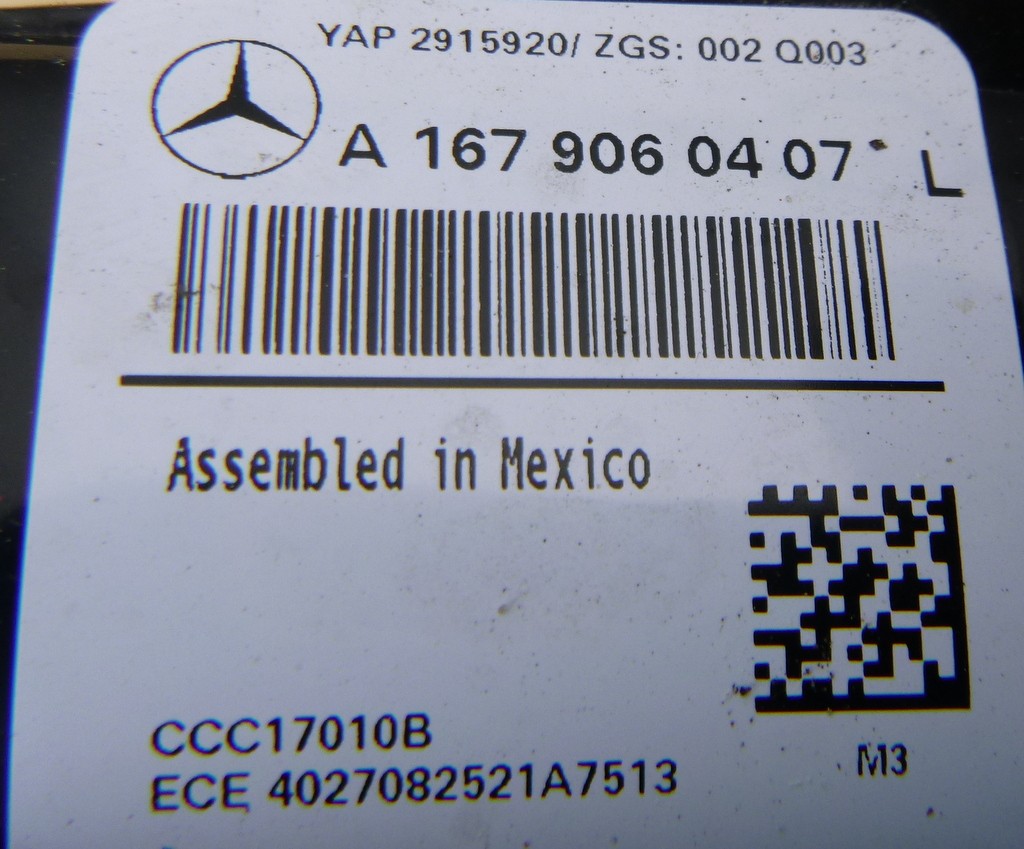 YAP 2915920/ ZGS: 002 Q003
A 167 906 04 07 L
Assembled in Mexico
CCC17010B
M3
ECE 4027082521A7513